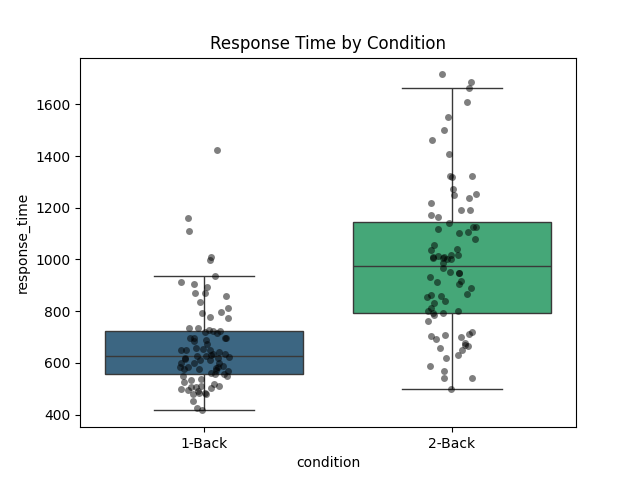 Response Time by Condition
response_time
1600
1400
1200
1000
800
600
400
1-Back
2-Back
condition